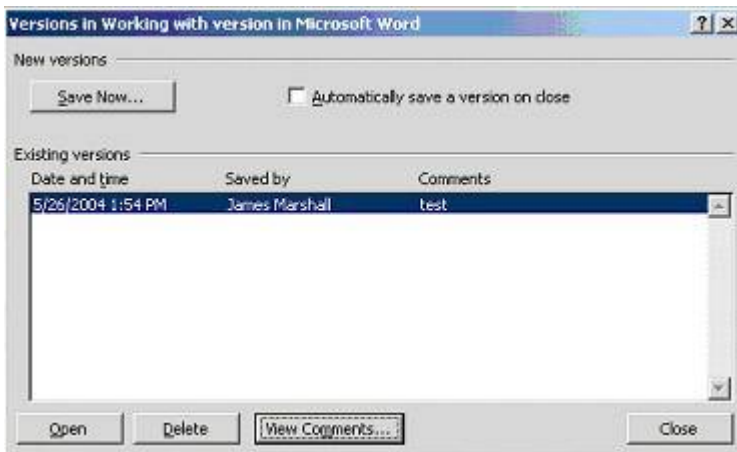 Versions in Working with version in Microsoft Word
New versions
Save Now...
Automatically save a version on close
Existing versions
Date and time Saved by Comments
5/26/2004 1:54 PM James Marshall test
Open Delete View Comments... Close